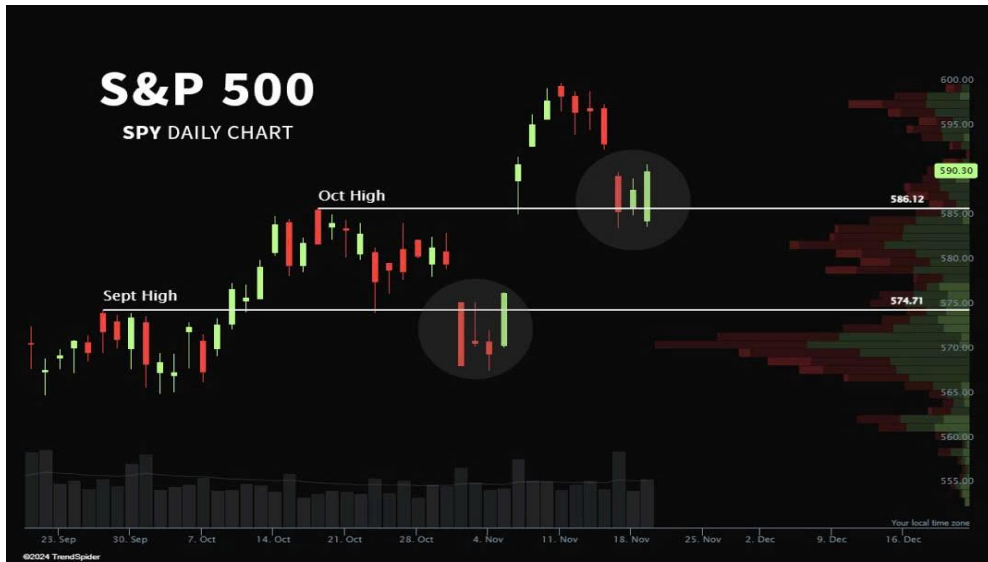 S&P 500
SPY DAILY CHART
600.00
595.00
590.30
Oct High
586.12
585.00
580.00
Sept High
575.00
574.71
570.00
565.00
560.00
555.00
Your local time zone
23. Sep
30. Sep
7. Oct
14. Oct
21. Oct
28. Oct
4. Nov
11. Nov
18. Nov
25. Nov
2. Dec
9. Dec
16. Dec
©2024 TrendSpider